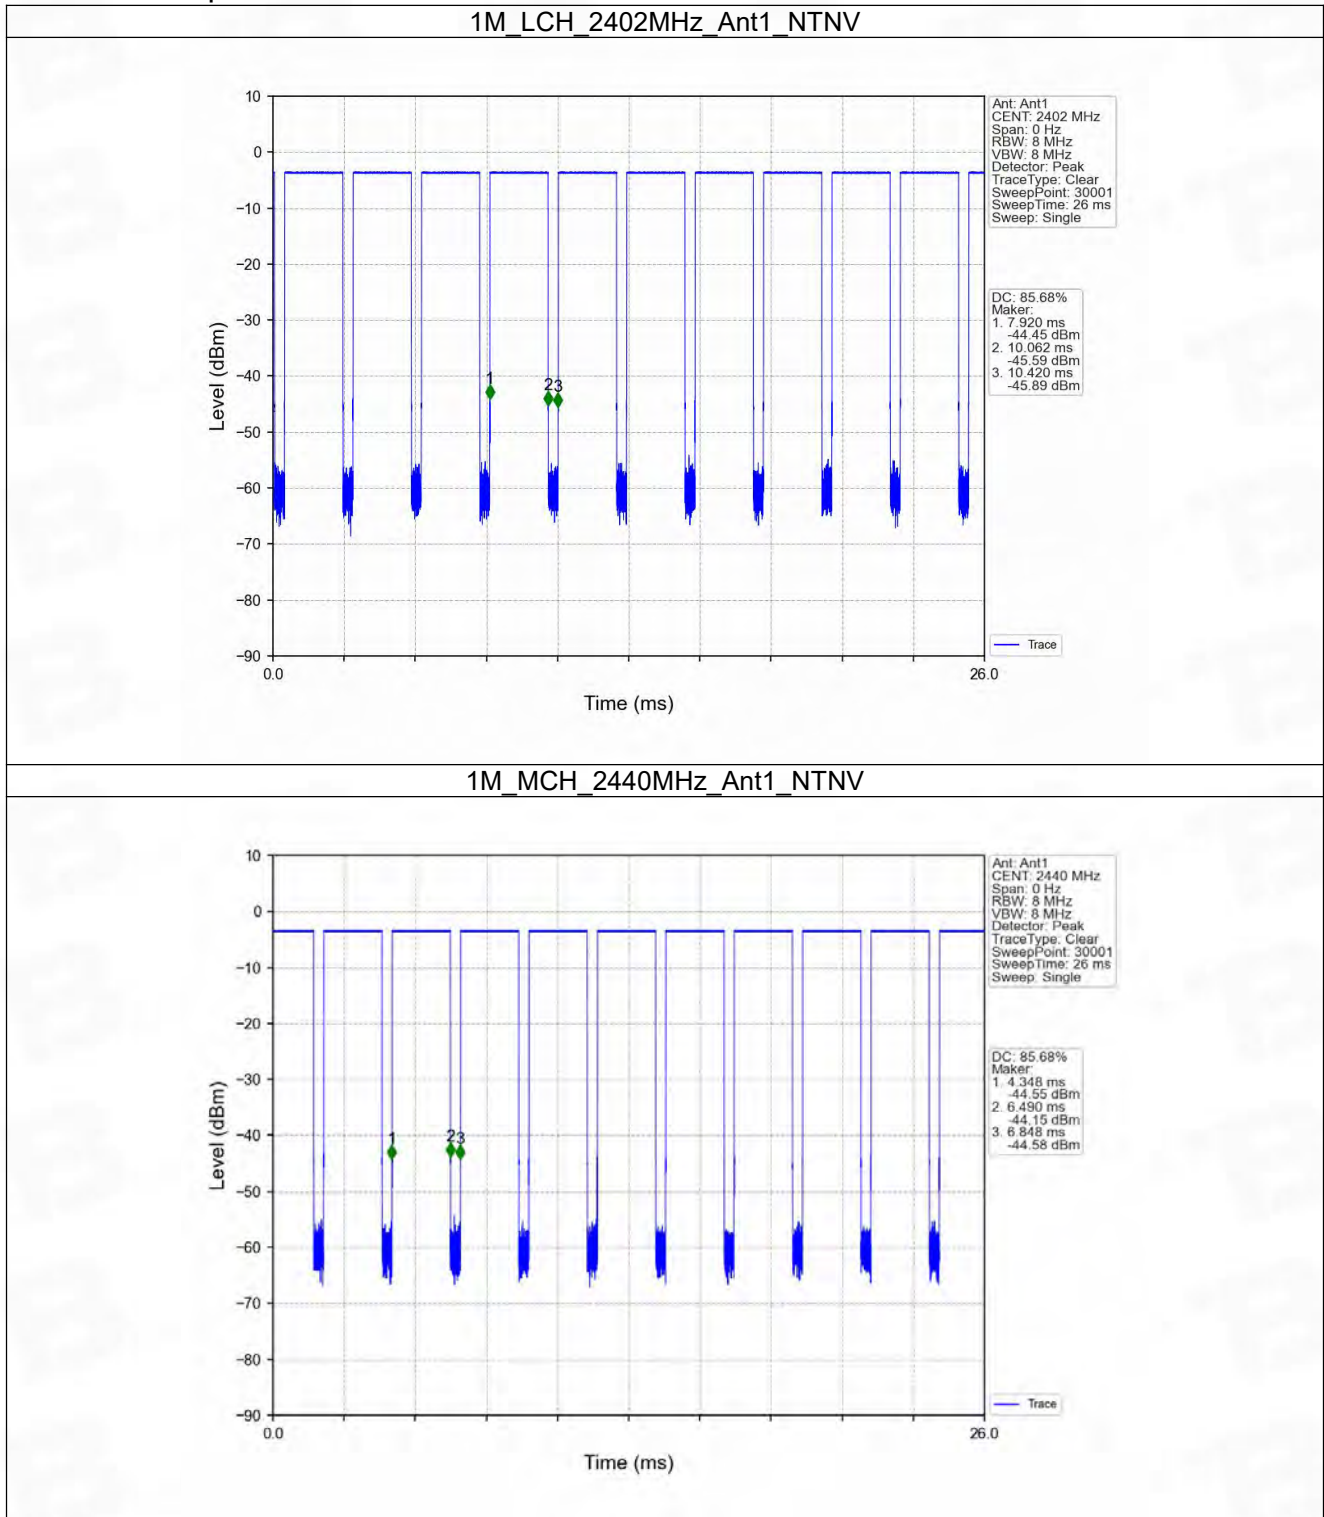 1M_LCH_2402MHz_Ant1_NTNV
10
0
−10
−20
−30
−40
−50
−60
−70
−80
−90
Level (dBm)
0.0
26.0
Time (ms)
1
2
3
Ant: Ant1
CENT: 2402 MHz
Span: 0 Hz
RBW: 8 MHz
VBW: 8 MHz
Detector: Peak
TraceType: Clear
SweepPoint: 30001
SweepTime: 26 ms
Sweep: Single
DC: 85.68%
Maker:
1. 7.920 ms
-44.45 dBm
2. 10.062 ms
-45.59 dBm
3. 10.420 ms
-45.89 dBm
Trace
1M_MCH_2440MHz_Ant1_NTNV
10
0
−10
−20
−30
−40
−50
−60
−70
−80
−90
Level (dBm)
0.0
26.0
Time (ms)
1
2
3
Ant: Ant1
CENT: 2440 MHz
Span: 0 Hz
RBW: 8 MHz
VBW: 8 MHz
Detector: Peak
TraceType: Clear
SweepPoint: 30001
SweepTime: 26 ms
Sweep: Single
DC: 85.68%
Maker:
1. 4.348 ms
-44.55 dBm
2. 6.490 ms
-44.15 dBm
3. 6.848 ms
-44.58 dBm
Trace